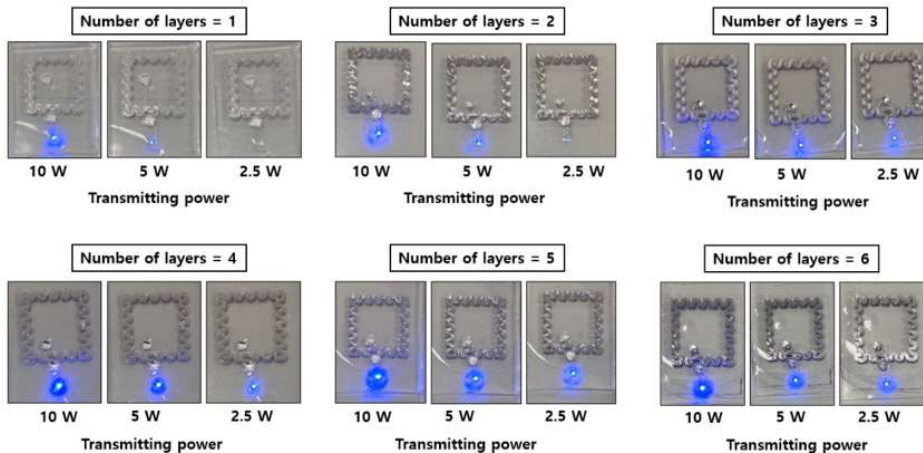 Number of layers = 1
10 W 5 W 2.5 W
Transmitting power
Number of layers = 2
10 W 5 W 2.5 W
Transmitting power
Number of layers = 3
10 W 5 W 2.5 W
Transmitting power
Number of layers = 4
10 W 5 W 2.5 W
Transmitting power
Number of layers = 5
10 W 5 W 2.5 W
Transmitting power
Number of layers = 6
10 W 5 W 2.5 W
Transmitting power